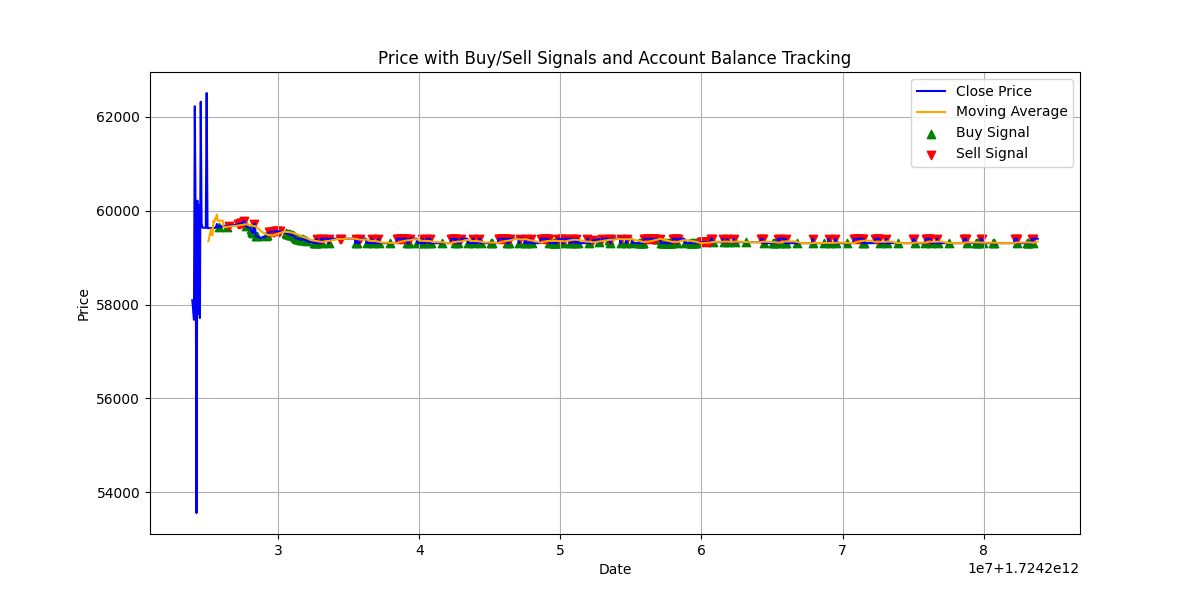 Price with Buy/Sell Signals and Account Balance Tracking
Close Price
Moving Average
Buy Signal
Sell Signal
62000
60000
58000
56000
54000
Price
3 4 5 6 7 8
Date
1e7+1.7242e12